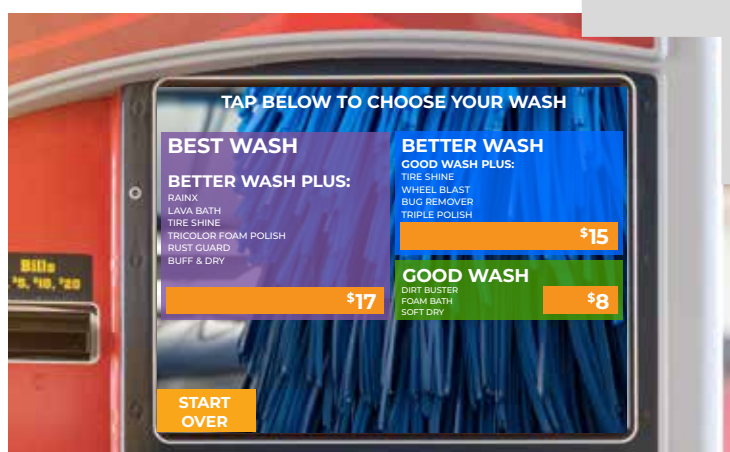 TAP BELOW TO CHOOSE YOUR WASH
BEST WASH
BETTER WASH PLUS:
RAINX
LAVA BATH
TIRE SHINE
TRICOLOR FOAM POLISH
RUST GUARD
BUFF & DRY
$17
BETTER WASH
GOOD WASH PLUS:
TIRE SHINE
WHEEL BLAST
BUG REMOVER
TRIPLE POLISH
$15
GOOD WASH
DIRT BUSTER
FOAM BATH
SOFT DRY
$8
Bills
$5, $10, $20
START
OVER